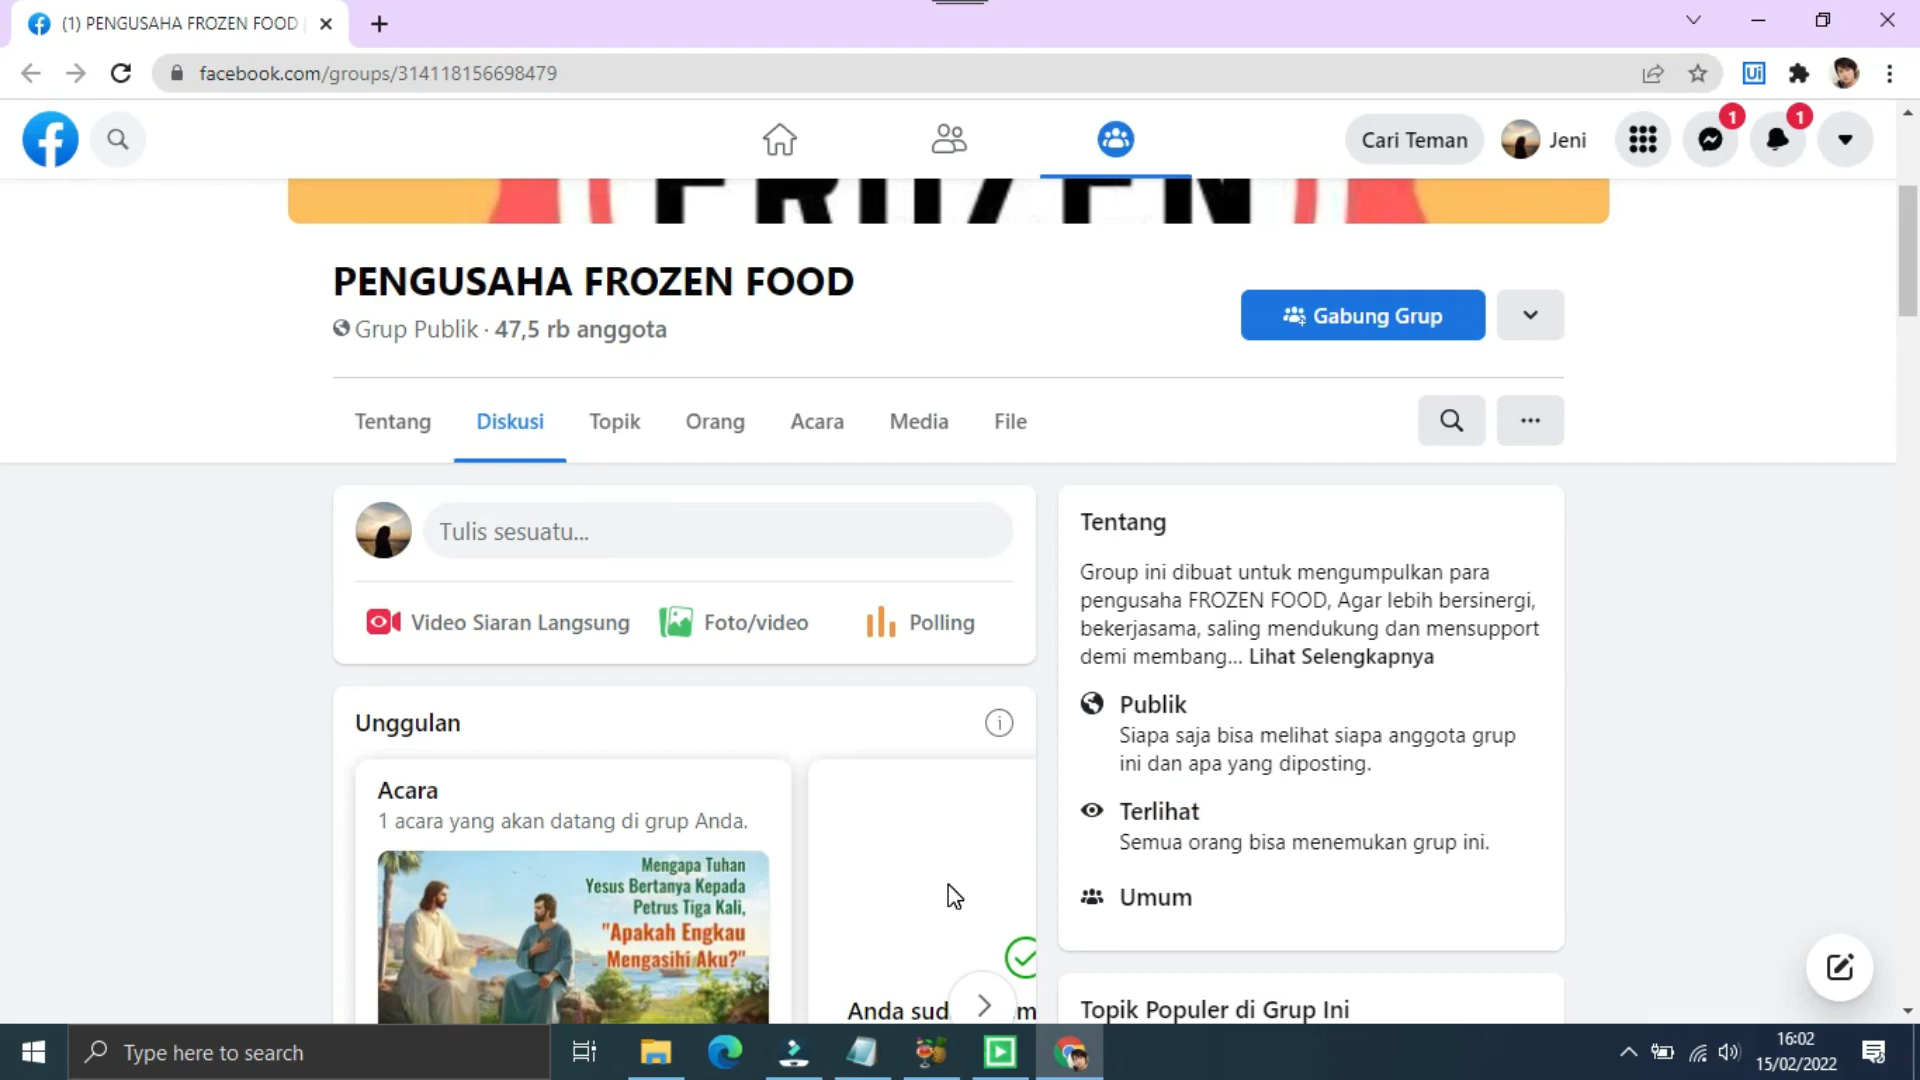 (1) PENGUSAHA FROZEN FOOD
facebook.com/groups/314118156698479
Ui
Cari Teman
Jeni
1
1
FROZEN
PENGUSAHA FROZEN FOOD
Grup Publik · 47,5 rb anggota
Gabung Grup
Tentang
Diskusi
Topik
Orang
Acara
Media
File
Tulis sesuatu...
Video Siaran Langsung
Foto/video
Polling
Unggulan
Acara
1 acara yang akan datang di grup Anda.
Mengapa Tuhan
Yesus Bertanya Kepada
Petrus Tiga Kali,
"Apakah Engkau
Mengasihi Aku?"
Anda sud
m
Tentang
Group ini dibuat untuk mengumpulkan para
pengusaha FROZEN FOOD, Agar lebih bersinergi,
bekerjasama, saling mendukung dan mensupport
demi membang... Lihat Selengkapnya
Publik
Siapa saja bisa melihat siapa anggota grup
ini dan apa yang diposting.
Terlihat
Semua orang bisa menemukan grup ini.
Umum
Topik Populer di Grup Ini
Type here to search
16:02
15/02/2022